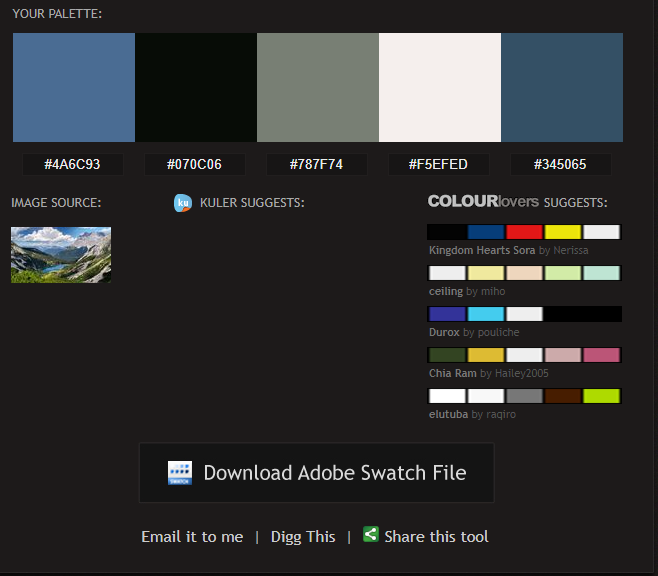 YOUR PALETTE:
#4A6C93 #070C06 #787F74 #F5EFED #345065
IMAGE SOURCE:
ku KULER SUGGESTS:
COLOURlovers SUGGESTS:
Kingdom Hearts Sora by Nerissa
ceiling by miho
Durox by pouliche
Chia Ram by Hailey2005
elutuba by raqiro
Download Adobe Swatch File
Email it to me | Digg This | Share this tool